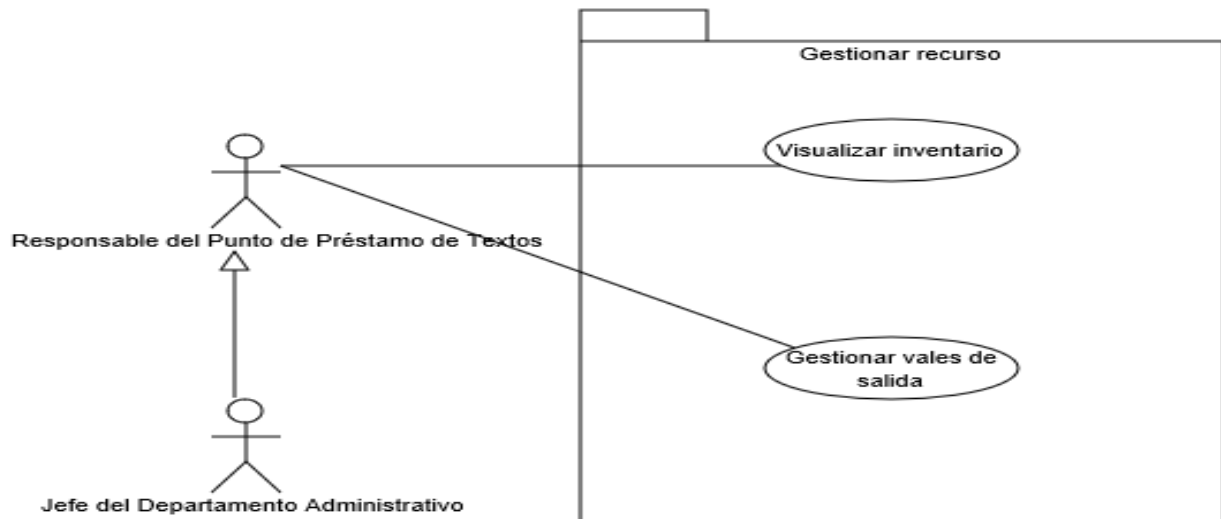 Gestionar recurso
Visualizar inventario
Responsable del Punto de Préstamo de Textos
Gestionar vales de
salida
Jefe del Departamento Administrativo